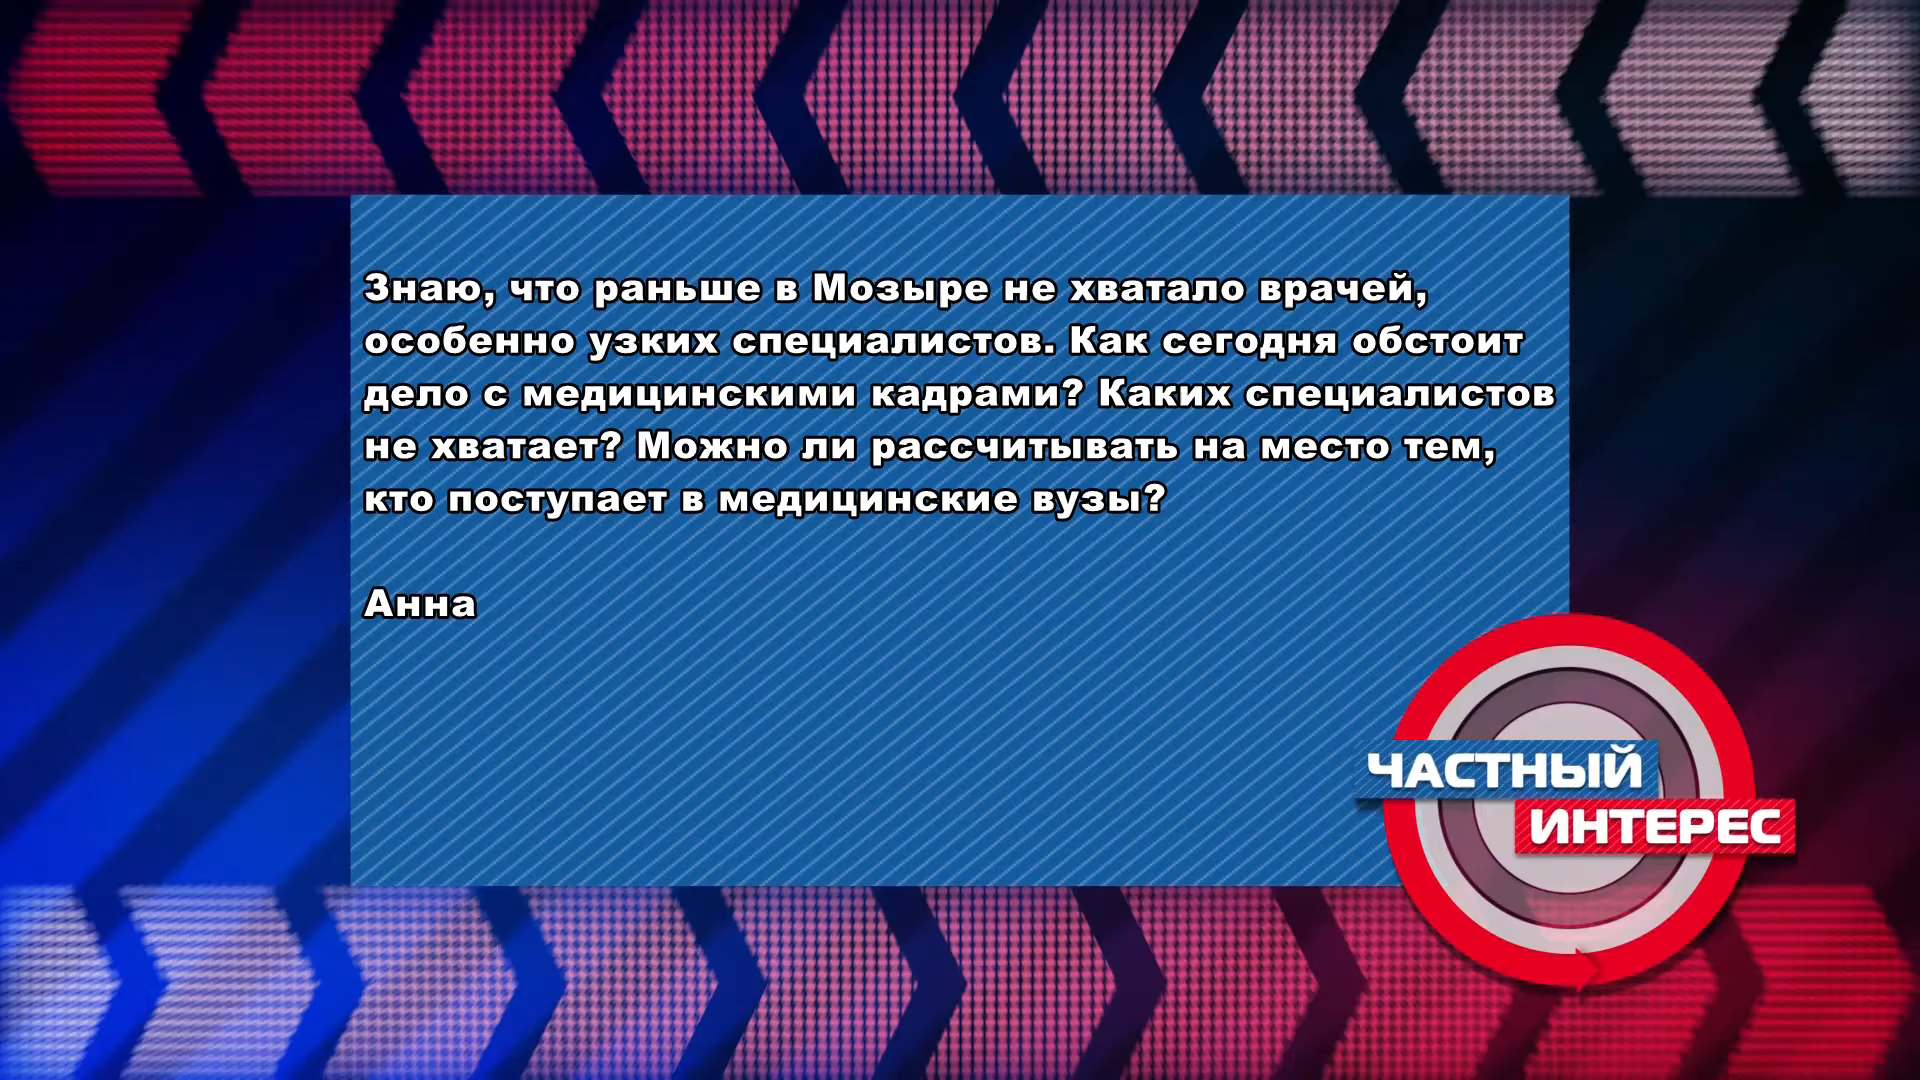 Знаю, что раньше в Мозыре не хватало врачей,
особенно узких специалистов. Как сегодня обстоит
дело с медицинскими кадрами? Каких специалистов
не хватает? Можно ли рассчитывать на место тем,
кто поступает в медицинские вузы?
Анна
ЧАСТНЫЙ
ИНТЕРЕС